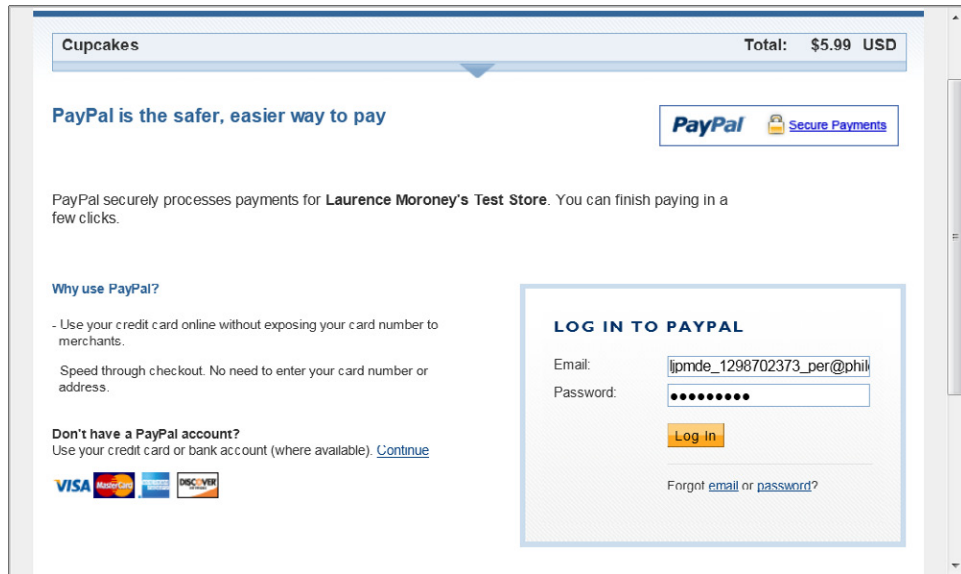 Cupcakes Total: $5.99 USD
PayPal is the safer, easier way to pay
PayPal Secure Payments
PayPal securely processes payments for Laurence Moroney's Test Store. You can finish paying in a
few clicks.
Why use PayPal?
- Use your credit card online without exposing your card number to
merchants.
Speed through checkout. No need to enter your card number or
address.
Don't have a PayPal account?
Use your credit card or bank account (where available). Continue
VISA MasterCard DISCOVER
LOG IN TO PAYPAL
Email: ljpmde_1298702373_per@phil
Password: •••••••••
Log In
Forgot email or password?